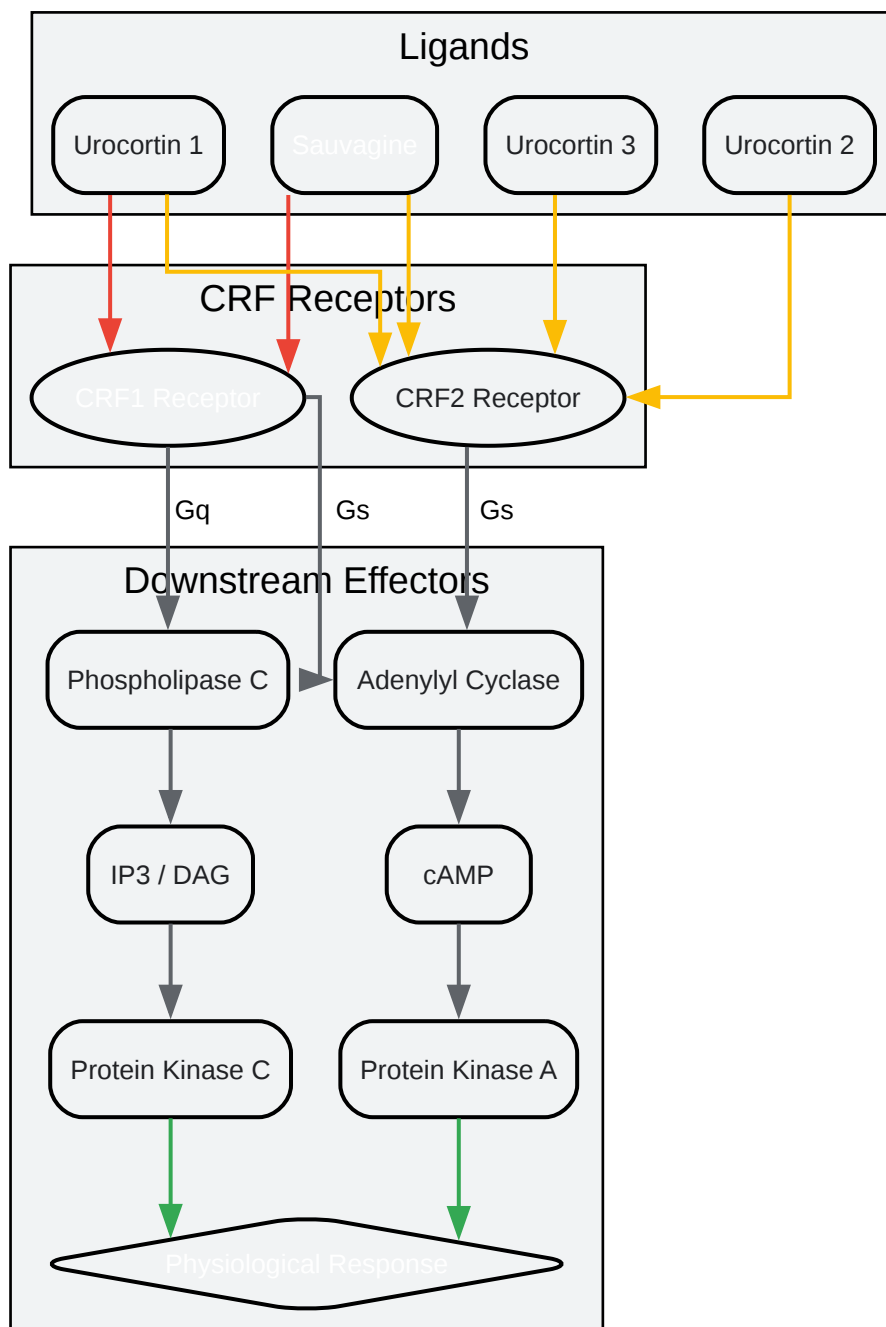 Ligands
Urocortin 1
Sauvagine
Urocortin 3
Urocortin 2
CRF Receptors
CRF1 Receptor
CRF2 Receptor
Gq
Gs
Gs
Downstream Effectors
Phospholipase C
Adenylyl Cyclase
IP3 / DAG
cAMP
Protein Kinase C
Protein Kinase A
Physiological Response